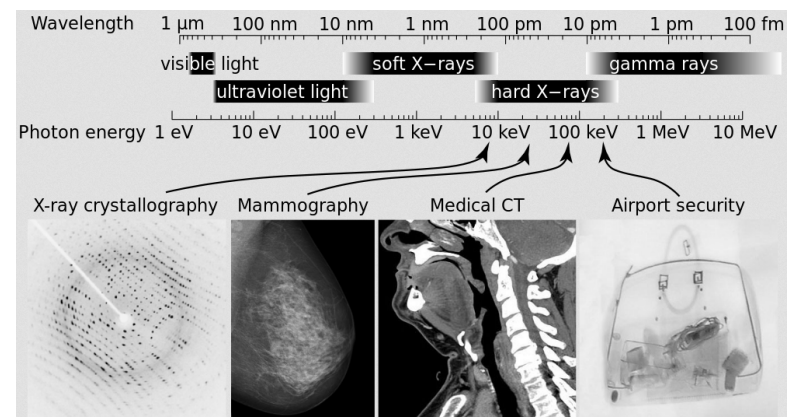 Wavelength 1 μm 100 nm 10 nm 1 nm 100 pm 10 pm 1 pm 100 fm
visible light soft X−rays gamma rays
ultraviolet light hard X−rays
Photon energy 1 eV 10 eV 100 eV 1 keV 10 keV 100 keV 1 MeV 10 MeV
X-ray crystallography Mammography Medical CT Airport security